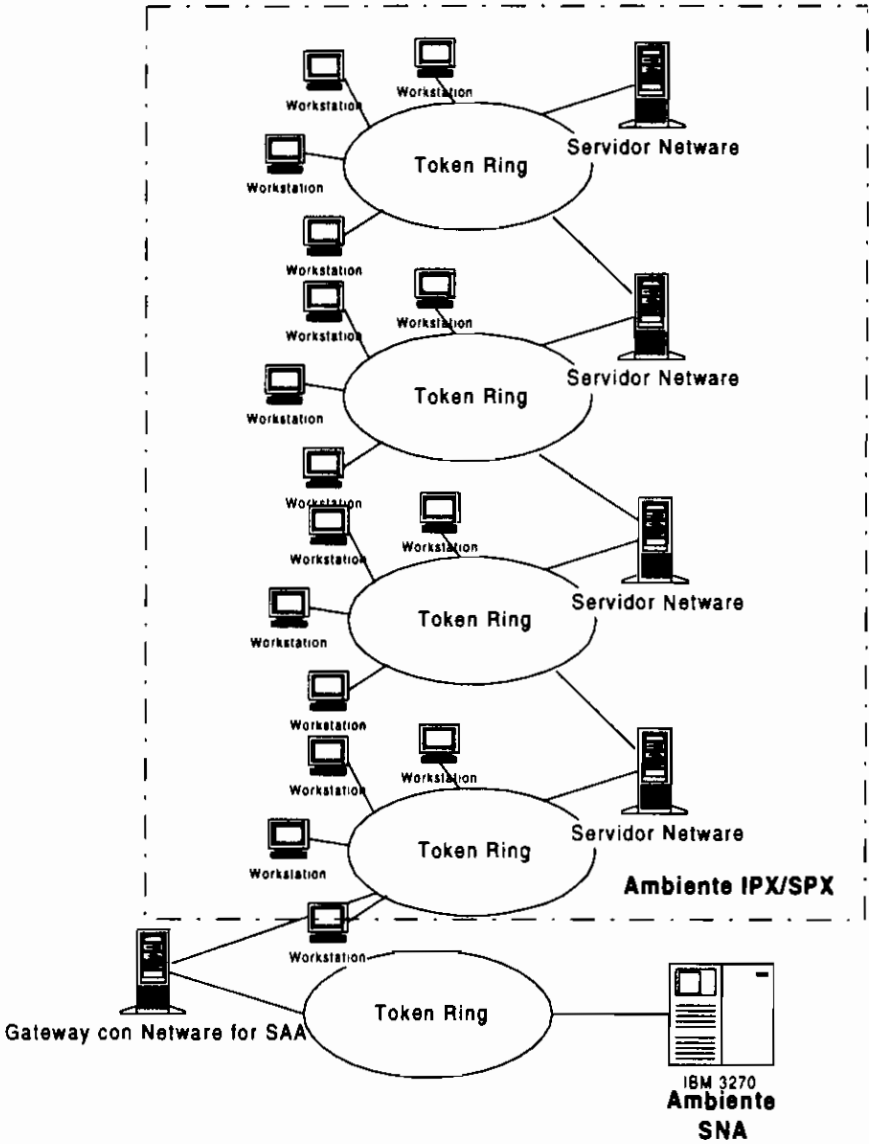 Workstation
Workstation
Servidor Netware
Token Ring
Workstation
Workstation
Workstation
Workstation
Servidor Netware
Token Ring
Workstation
Workstation
Workstation
Workstation
Servidor Netware
Token Ring
Workstation
Workstation
Workstation
Workstation
Servidor Netware
Token Ring
Workstation
Ambiente IPX/SPX
Workstation
Token Ring
Gateway con Netware for SAA
IBM 3270
Ambiente
SNA